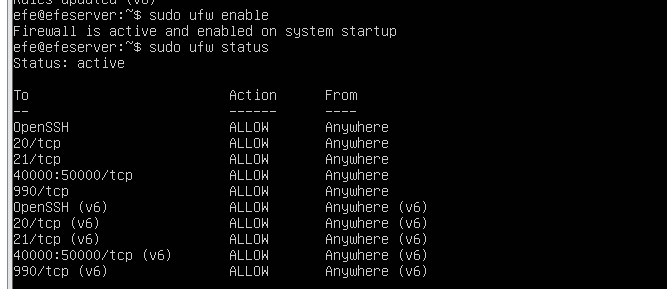 Rules updated (v6)
efe@efeserver:~$ sudo ufw enable
Firewall is active and enabled on system startup
efe@efeserver:~$ sudo ufw status
Status: active
To Action From
-- ------ ----
OpenSSH ALLOW Anywhere
20/tcp ALLOW Anywhere
21/tcp ALLOW Anywhere
40000:50000/tcp ALLOW Anywhere
990/tcp ALLOW Anywhere
OpenSSH (v6) ALLOW Anywhere (v6)
20/tcp (v6) ALLOW Anywhere (v6)
21/tcp (v6) ALLOW Anywhere (v6)
40000:50000/tcp (v6) ALLOW Anywhere (v6)
990/tcp (v6) ALLOW Anywhere (v6)